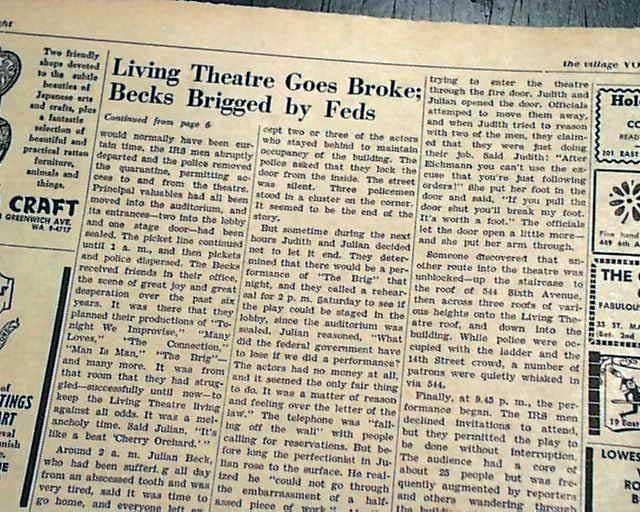 ght
the village VO
Two friendly
shops devoted
to the subtle
beauties of
Japanese arts
and crafts, plus
a fantastic
selection of
beautiful and
practical rattan
furniture,
animals and
things.
CRAFT
GREENWICH AVE.
WA 9-4717
of
TINGS
ART
Living Theatre Goes Broke;
Becks Brigged by Feds
Continued from page 6
would normally have been cur-
tain time, the IRS men abruptly
departed and the police removed
the quarantine, permitting ac-
cess to and from the theatre.
Principal valuables had all been
moved into the auditorium, and
its entrances—two into the lobby
and one stage door—had been
sealed. The picket line continued
until 1 a. m., and then pickets
and police dispersed. The Becks
received friends in their office,
the scene of great joy and great
desperation over the past six
years. It was there that they
planned their productions of "To-
night We Improvise," "Many
Loves," "The Connection,"
"Man Is Man," "The Brig"—
and many more. It was from
that room that they had strug-
gled—successfully until now—to
keep the Living Theatre living
against all odds. It was a mel-
ancholy time. Said Julian, "It's
like a beat 'Cherry Orchard.'"
Around 2 a. m. Julian Beck,
who had been suffering all day
from an abscessed tooth and was
very tired, said it was time to
go home, and everyone left ex-
cept two or three of the actors
who stayed behind to maintain
occupancy of the building. The
police asked that they lock the
door from the inside. The street
was silent. Three policemen
stood in a cluster on the corner.
It seemed to be the end of the
story.
But sometime during the next
hours Judith and Julian decided
not to let it end. They deter-
mined that there would be a per-
formance of "The Brig" that
night, and they called a rehear-
sal for 2 p. m. Saturday to see if
the play could be staged in the
lobby, since the auditorium was
sealed. Julian reasoned, "What
did the federal government have
to lose if we did a performance?
The actors had no money at all,
and it seemed the only fair thing
to do. It was a matter of reason
and feeling over the letter of the
law." The telephone was "fall-
ing off the wall" with people
calling for reservations. But be-
fore long the perfectionist in Ju-
lian rose to the surface. He real-
ized he "could not go through
the embarrassment of a half-
assed piece of work."
trying to enter the theatre
through the fire door. Judith and
Julian opened the door. Officials
attempted to move them away,
and when Judith tried to reason
with two of the men, they claim-
ed that they were just doing
their job. Said Judith: "After
Eichmann you can't use the ex-
cuse that you're just following
orders!" She put her foot in the
door and said, "If you pull the
door shut you'll break my foot.
It's worth a foot." The officials
let the door open a little more—
and she put her arm through.
Someone discovered that an-
other route into the theatre was
unblocked—up the staircase to
the roof of 544 Sixth Avenue,
then across three roofs of vari-
ous heights onto the Living The-
atre roof, and down into the
building. While police were oc-
cupied with the ladder and the
14th Street crowd, a number of
patrons were quietly whisked in
via 544.
Finally, at 9.45 p. m., the per-
formance began. The IRS men
declined invitations to attend,
but they permitted the play to
be done without interruption.
The audience had a core of
about 25 people but was fre-
quently augmented by reporters
and others wandering through
Hol
CO
REA
201 EAST
Fine hand
449 6th
THE
FABULO
33 ST.
Set. 2nd
19 East
LOWES
RO
B